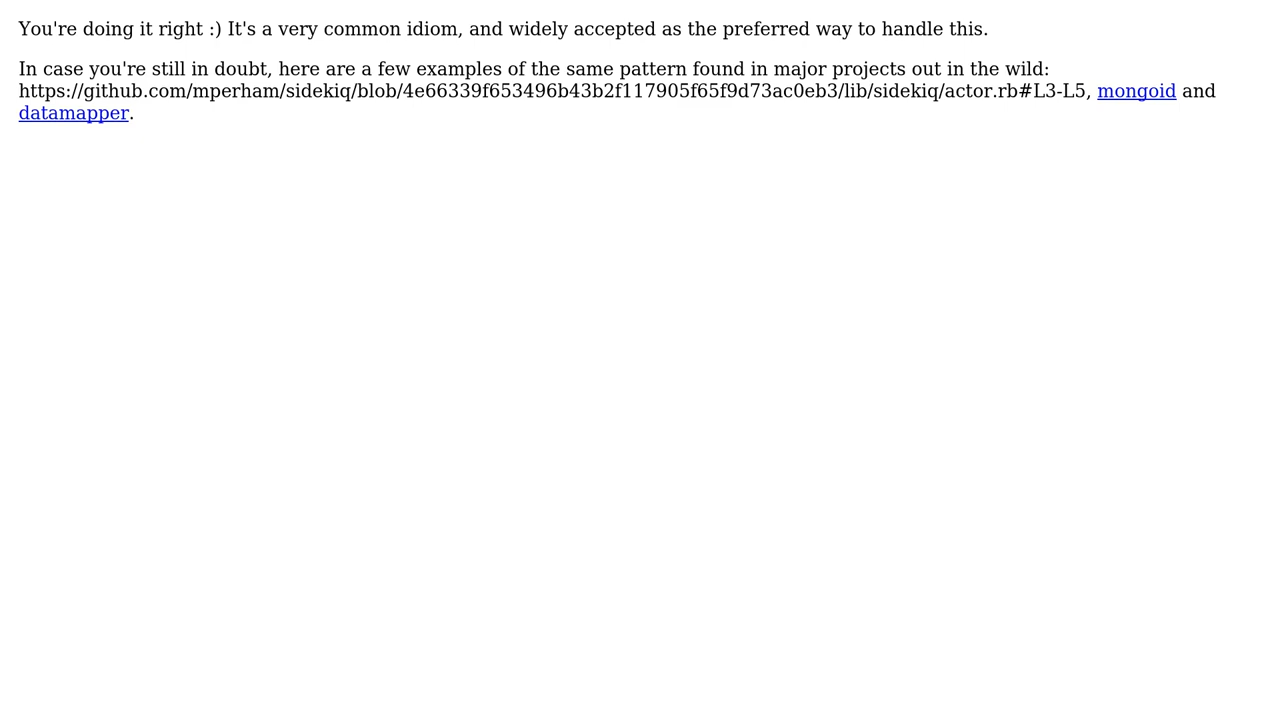 You're doing it right :) It's a very common idiom, and widely accepted as the preferred way to handle this.
In case you're still in doubt, here are a few examples of the same pattern found in major projects out in the wild:
https://github.com/mperham/sidekiq/blob/4e66339f653496b43b2f117905f65f9d73ac0eb3/lib/sidekiq/actor.rb#L3-L5, mongoid and
datamapper.